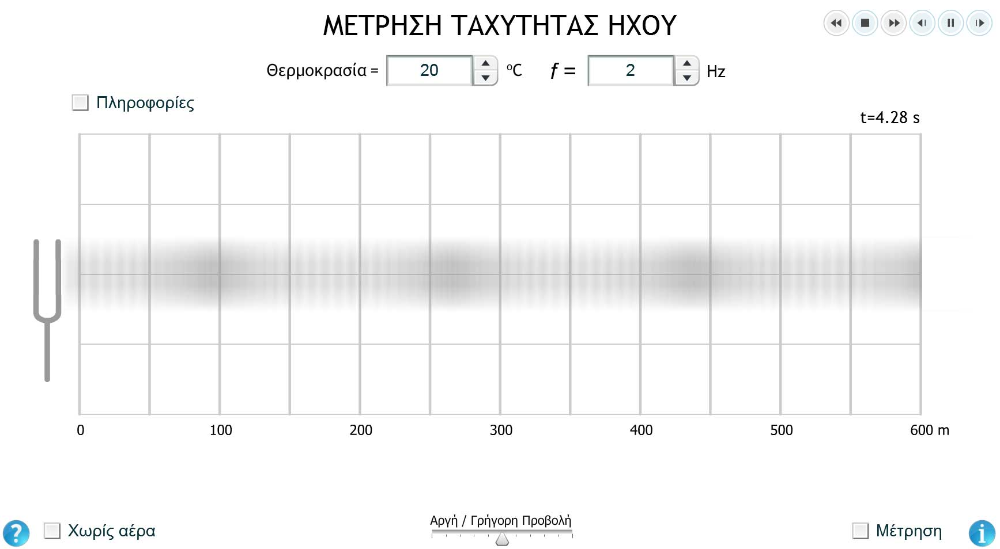 ΜΕΤΡΗΣΗ ΤΑΧΥΤΗΤΑΣ ΗΧΟΥ
Θερμοκρασία = 20 °C f = 2 Hz
Πληροφορίες
t=4.28 s
0 100 200 300 400 500 600 m
Αργή / Γρήγορη Προβολή
? Χωρίς αέρα Μέτρηση i